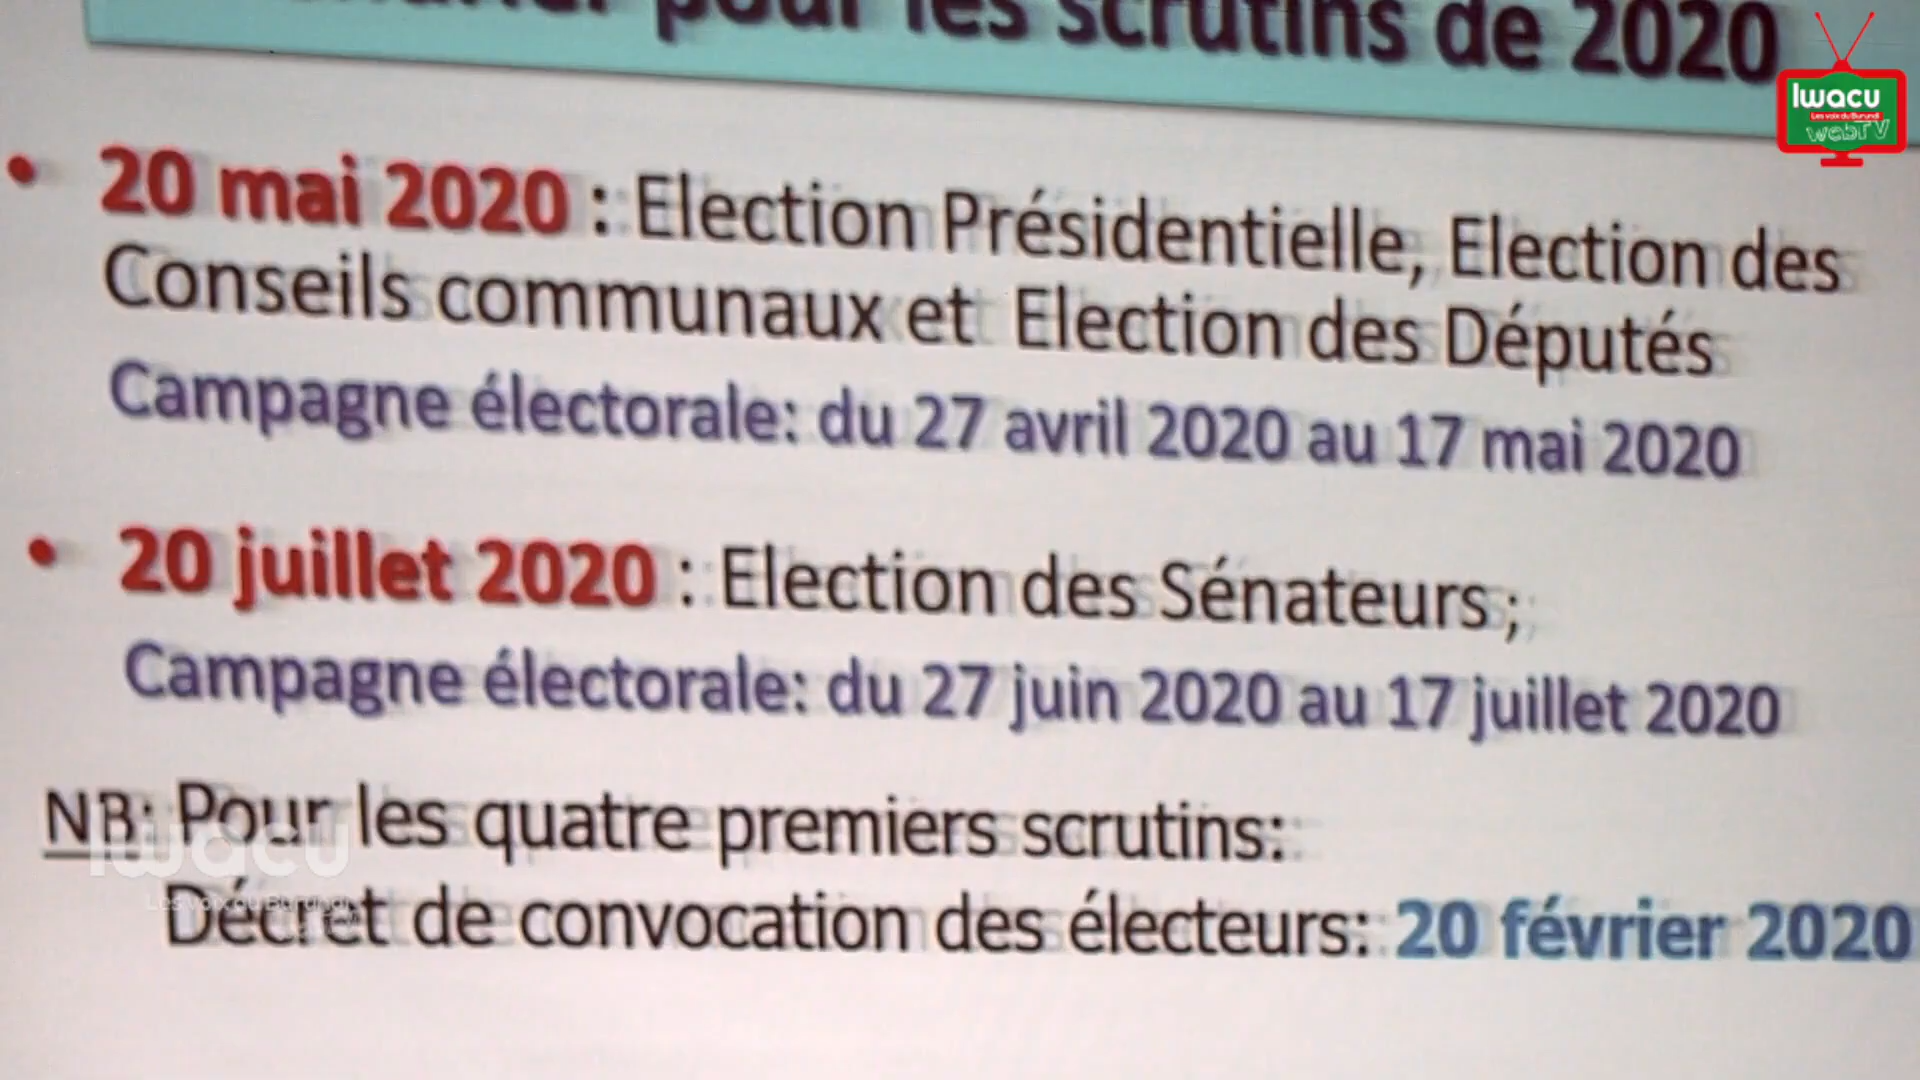 pour les scrutins de 2020
Iwacu
Les voix du Burundi
webTV
• 20 mai 2020 : Election Présidentielle, Election des
Conseils communaux et Election des Députés
Campagne électorale: du 27 avril 2020 au 17 mai 2020
• 20 juillet 2020 : Election des Sénateurs ;
Campagne électorale: du 27 juin 2020 au 17 juillet 2020
NB: Pour les quatre premiers scrutins:
Iwacu
Les voix du Burundi
Décret de convocation des électeurs: 20 février 2020